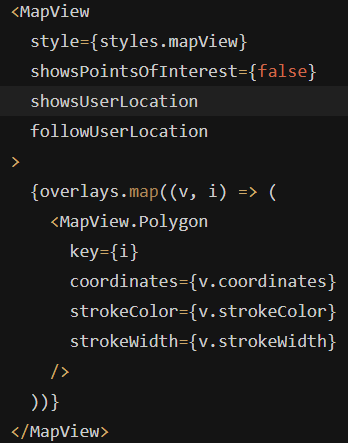 <MapView
  style={styles.mapView}
  showsPointsOfInterest={false}
  showsUserLocation
  followUserLocation
>
  {overlays.map((v, i) => (
    <MapView.Polygon
      key={i}
      coordinates={v.coordinates}
      strokeColor={v.strokeColor}
      strokeWidth={v.strokeWidth}
    />
  ))}
</MapView>